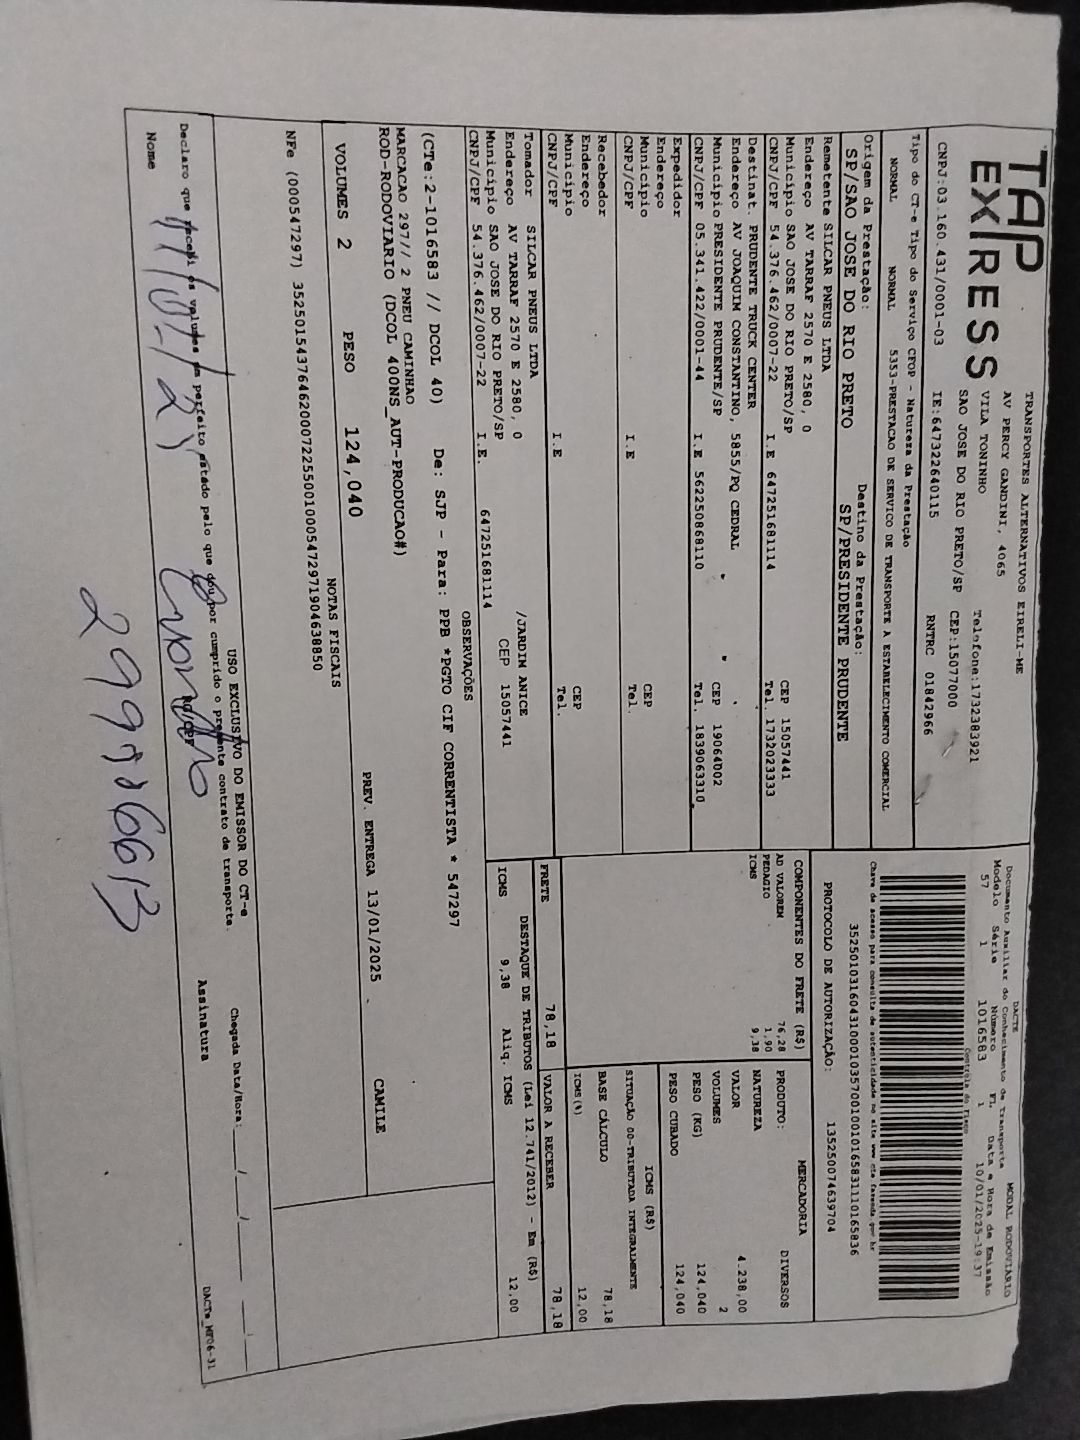 TAP EXPRESS
TRANSPORTES ALTERNATIVOS EIRELI-ME
AV PERCY GANDINI, 4065
VILA TONINHO
SAO JOSE DO RIO PRETO/SP CEP:15077000
Telefone:1732383921
CNPJ:03.160.431/0001-03 IE:647322640115 RNTRC 01842966
Tipo do CT-e Tipo do Serviço CFOP - Natureza da Prestação
NORMAL NORMAL 5353-PRESTACAO DE SERVICO DE TRANSPORTE A ESTABELECIMENTO COMERCIAL
Origem da Prestação: Destino da Prestação:
SP/SAO JOSE DO RIO PRETO SP/PRESIDENTE PRUDENTE
DACTE MODAL RODOVIÁRIO
Documento Auxiliar do Conhecimento de Transporte
Modelo Série Número FL Data e Hora de Emissão
57 1 1016583 1 10/01/2025-19:37
Controle do Fisco
Chave de acesso para consulta de autenticidade no site www cte fazenda gov br
35250103160431000103570010010165831110165836
PROTOCOLO DE AUTORIZAÇÃO: 135250074639704
Remetente SILCAR PNEUS LTDA
Endereço AV TARRAF 2570 E 2580, 0
Município SAO JOSE DO RIO PRETO/SP CEP 15057441
CNPJ/CPF 54.376.462/0007-22 I.E 647251681114 Tel. 1732023333
Destinat. PRUDENTE TRUCK CENTER
Endereço AV JOAQUIM CONSTANTINO, 5855/PQ CEDRAL
Município PRESIDENTE PRUDENTE/SP CEP 19064002
CNPJ/CPF 05.341.422/0001-44 I.E 562250868110 Tel. 1839063310
Expedidor
Endereço
Município CEP
CNPJ/CPF I.E Tel.
Recebedor
Endereço
Município CEP
CNPJ/CPF I.E Tel.
Tomador SILCAR PNEUS LTDA
Endereço AV TARRAF 2570 E 2580, 0 /JARDIM ANICE
Município SAO JOSE DO RIO PRETO/SP CEP 15057441
CNPJ/CPF 54.376.462/0007-22 I.E. 647251681114
COMPONENTES DO FRETE (R$)
AD VALOREM 76,28
PEDAGIO 1,90
ICMS 9,38
MERCADORIA
PRODUTO: DIVERSOS
NATUREZA
VALOR 4.238,00
VOLUMES 2
PESO (KG) 124,040
PESO CUBADO 124,040
ICMS (R$)
SITUAÇÃO 00-TRIBUTADA INTEGRALMENTE
BASE CÁLCULO 78,18
ICMS(%) 12,00
FRETE 78,18 VALOR A RECEBER 78,18
DESTAQUE DE TRIBUTOS (Lei 12.741/2012) - Em (R$)
ICMS 9,38 Aliq. ICMS 12,00
OBSERVAÇÕES
(CTe:2-1016583 // DCOL 40) De: SJP - Para: PPB *PGTO CIF CORRENTISTA * 547297
MARCACAO 297// 2 PNEU CAMINHAO
ROD-RODOVIARIO (DCOL 400NS_AUT-PRODUCAO#)
VOLUMES 2 PESO 124,040 PREV. ENTREGA 13/01/2025 CAMILE
NOTAS FISCAIS
NFe (000547297) 35250154376462000722550010005472971904638850
USO EXCLUSIVO DO EMISSOR DO CT-e
Declaro que recebi os volumes em perfeito estado pelo que dou por cumprido o presente contrato de transporte.
Chegada Data/Hora:___/___/_____ ___:___
Nome RG/CPF Assinatura
DACTe_MF06-31